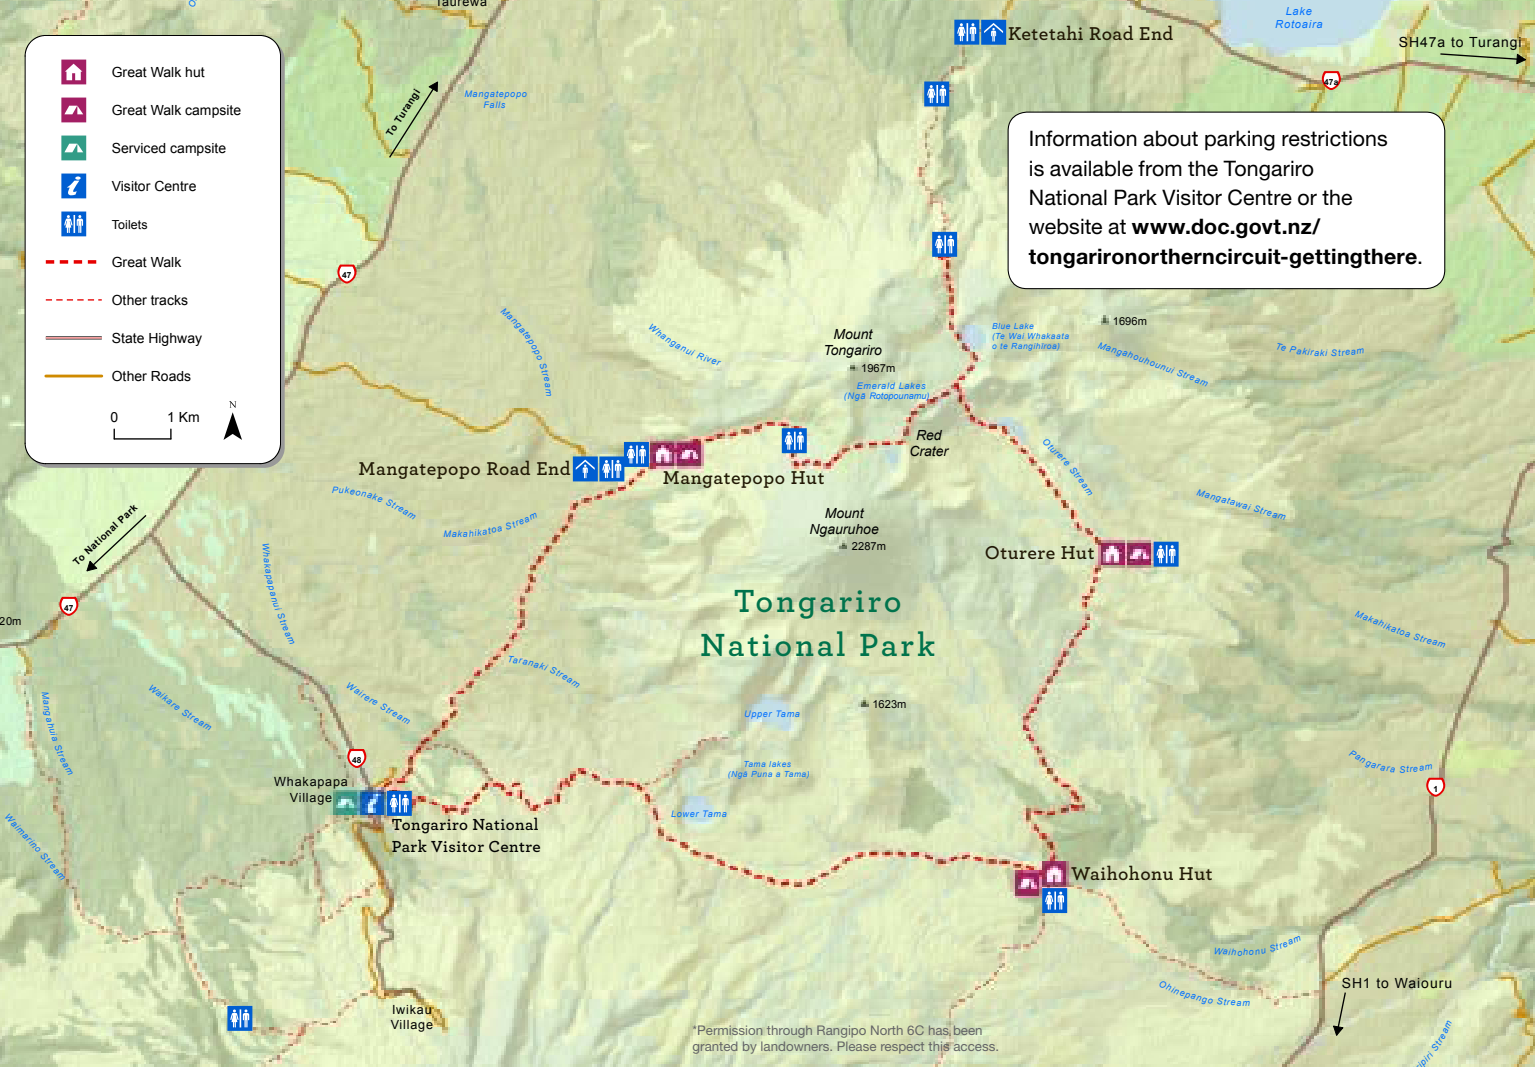 Taurewa
Lake
Rotoaira
Ketetahi Road End
SH47a to Turangi
47a
Great Walk hut
Great Walk campsite
Serviced campsite
Visitor Centre
Toilets
Great Walk
Other tracks
State Highway
Other Roads
0 1 Km
N
To Turangi
Mangatepopo
Falls
Information about parking restrictions
is available from the Tongariro
National Park Visitor Centre or the
website at www.doc.govt.nz/
tongarironortherncircuit-gettingthere.
47
Mangatepopo Stream
Whanganui River
Mount
Tongariro
1967m
Blue Lake
(Te Wai Whakaata
o te Rangihiroa)
1696m
Mangahouhounui Stream
Te Pakiraki Stream
Emerald Lakes
(Ngā Rotopounamu)
Red
Crater
Mangatepopo Road End
Mangatepopo Hut
Oturere Stream
Mangatawai Stream
Pukeonake Stream
Makahikatoa Stream
Mount
Ngauruhoe
2287m
Oturere Hut
To National Park
47
20m
Whakapapanui Stream
Tongariro
National Park
Makahikatoa Stream
Taranaki Stream
Wairere Stream
Waikare Stream
Mangahuia Stream
Upper Tama
1623m
Tama lakes
(Ngā Puna a Tama)
Lower Tama
Pangarara Stream
1
48
Whakapapa
Village
Tongariro National
Park Visitor Centre
Waimarino Stream
Waihohonu Hut
Waihohonu Stream
Ohinepango Stream
SH1 to Waiouru
Iwikau
Village
*Permission through Rangipo North 6C has been
granted by landowners. Please respect this access.
Stream